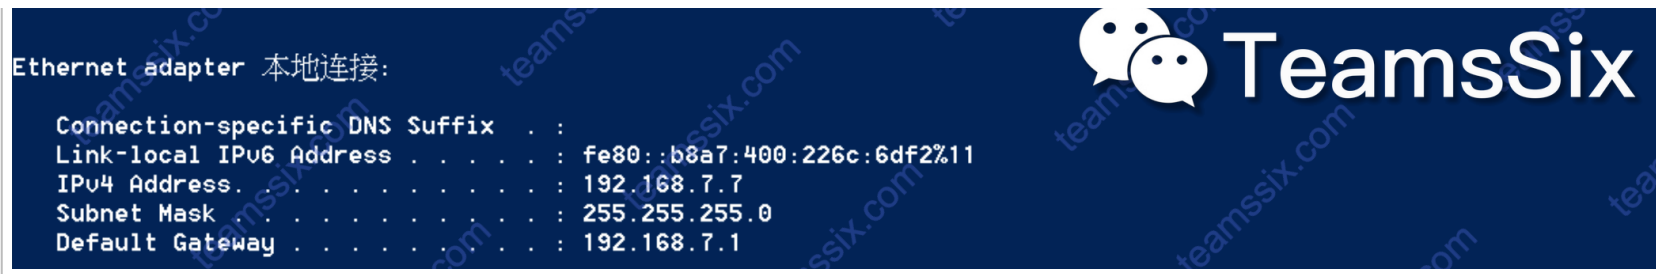 TeamsSix
Ethernet adapter 本地连接:
Connection-specific DNS Suffix . :
Link-local IPv6 Address . . . . . : fe80::b8a7:400:226c:6df2%11
IPv4 Address. . . . . . . . . . . : 192.168.7.7
Subnet Mask . . . . . . . . . . . : 255.255.255.0
Default Gateway . . . . . . . . . : 192.168.7.1
teamssix.com